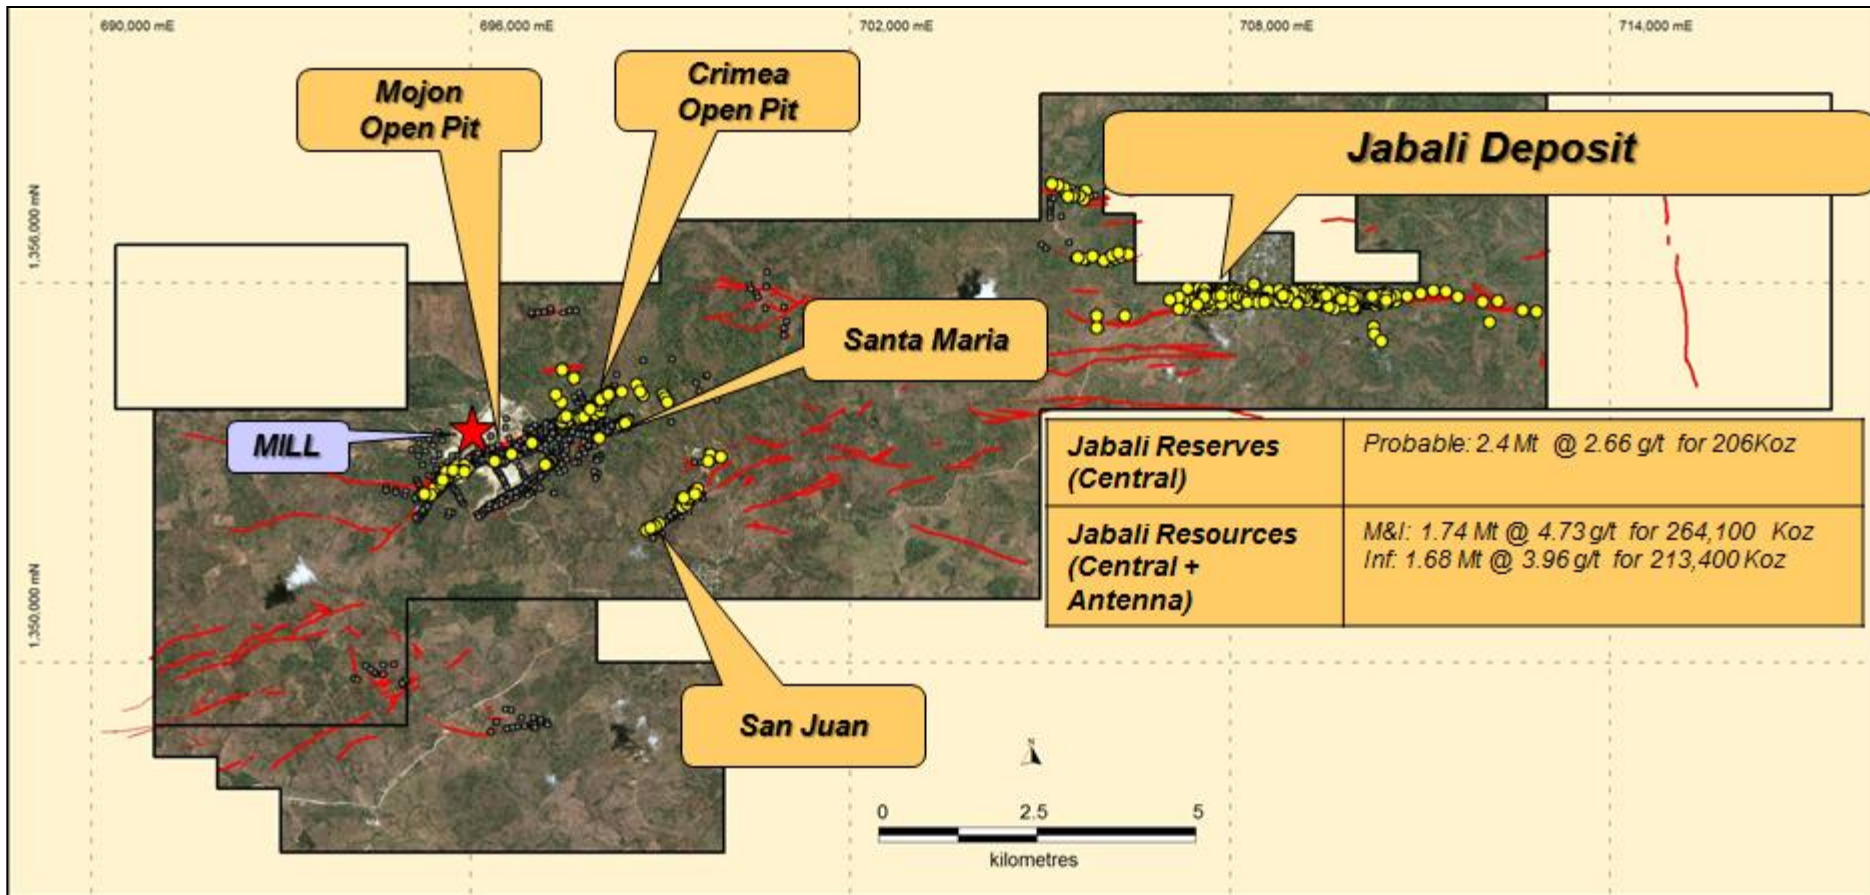 690,000 mE
696,000 mE
702,000 mE
708,000 mE
714,000 mE
1,356,000 mN
1,350,000 mN
Mojon
Open Pit
Crimea
Open Pit
Jabali Deposit
Santa Maria
MILL
San Juan
Jabali Reserves
(Central)
Probable: 2.4 Mt @ 2.66 g/t for 206Koz
Jabali Resources
(Central +
Antenna)
M&I: 1.74 Mt @ 4.73 g/t for 264,100 Koz
Inf: 1.68 Mt @ 3.96 g/t for 213,400 Koz
N
0 2.5 5
kilometres